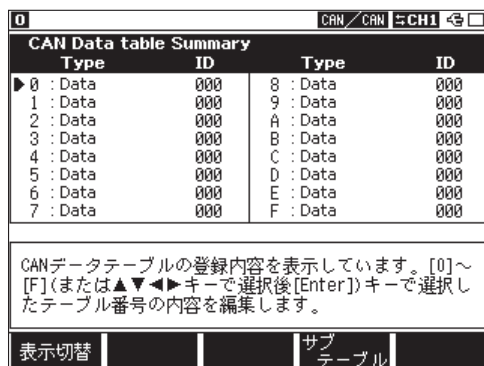 0 CAN/CAN ⇆CH1
CAN Data table Summary
Type ID Type ID
▶0 : Data 000 8 : Data 000
1 : Data 000 9 : Data 000
2 : Data 000 A : Data 000
3 : Data 000 B : Data 000
4 : Data 000 C : Data 000
5 : Data 000 D : Data 000
6 : Data 000 E : Data 000
7 : Data 000 F : Data 000
CANデータテーブルの登録内容を表示しています。[0]～
[F](または▲▼◀▶キーで選択後[Enter])キーで選択し
たテーブル番号の内容を編集します。
表示切替 サブ
テーブル